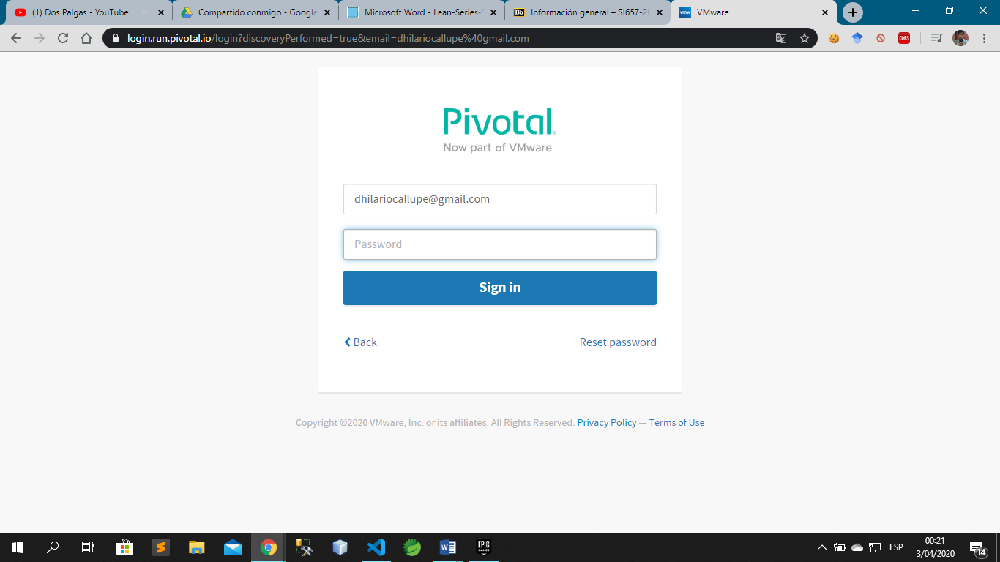 (1) Dos Palgas - YouTube
Compartido conmigo - Google
Microsoft Word - Lean-Series-S
Bb
Información general – SI657-20
vmw
VMware
login.run.pivotal.io/login?discoveryPerformed=true&email=dhilariocallupe%40gmail.com
CORS
Pivotal
Now part of VMware
dhilariocallupe@gmail.com
Password
Sign in
Back
Reset password
Copyright ©2020 VMware, Inc. or its affiliates. All Rights Reserved. Privacy Policy — Terms of Use
EPIC
GAMES
ESP
00:21
3/04/2020
14